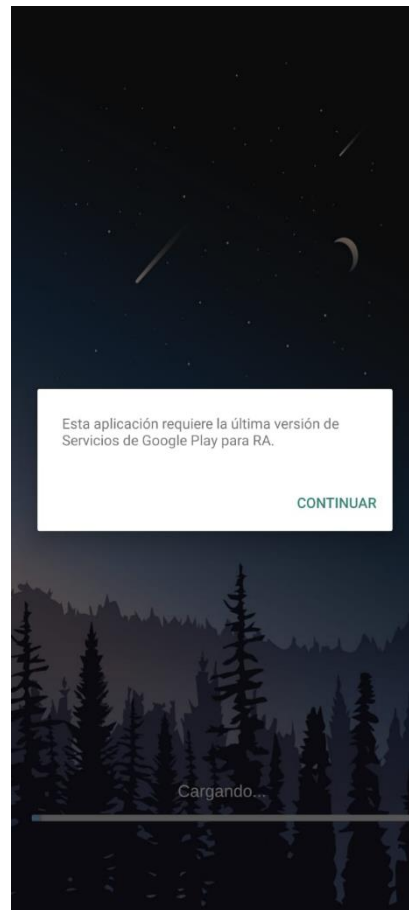 Esta aplicación requiere la última versión de
Servicios de Google Play para RA.
CONTINUAR
Cargando...